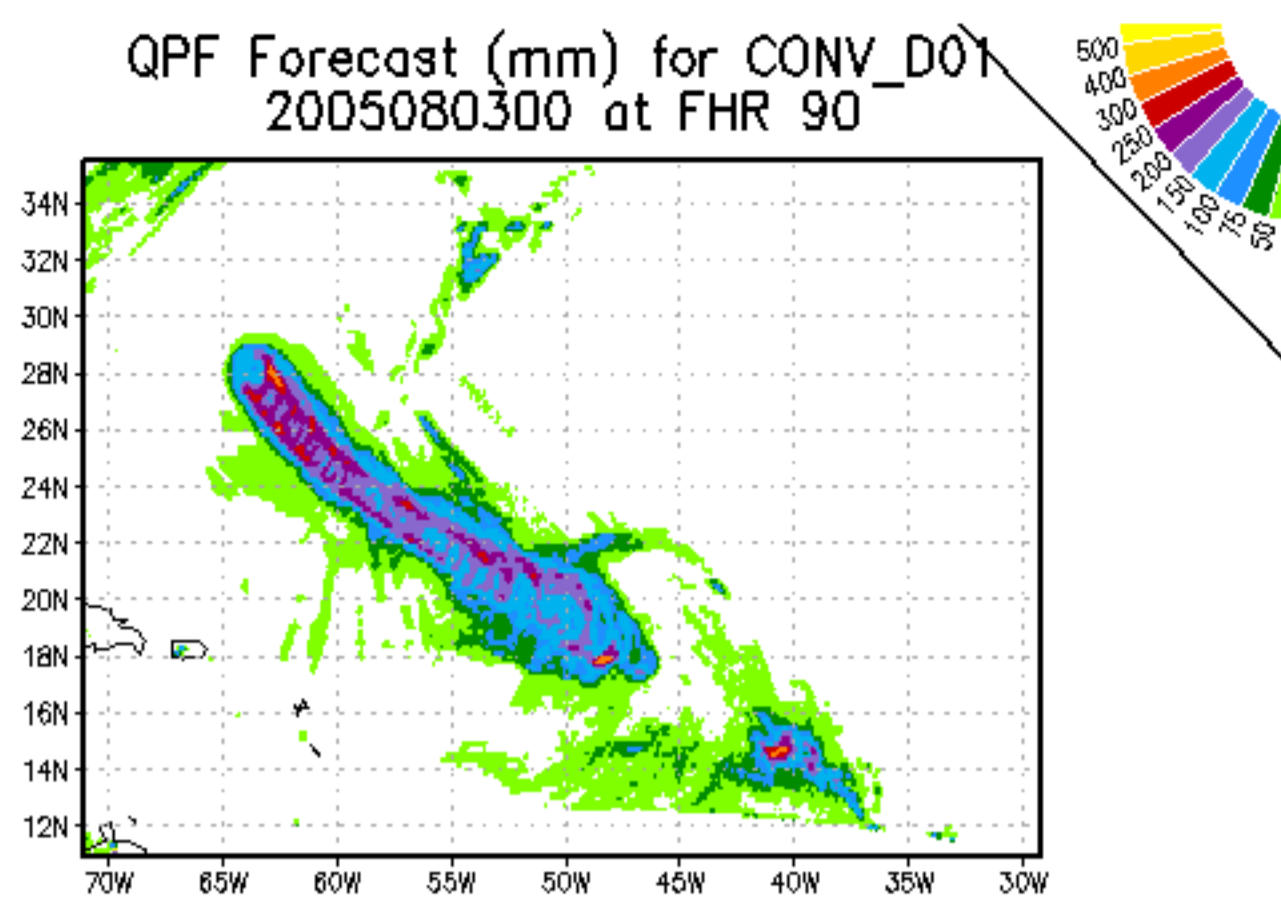 QPF Forecast (mm) for CONV_D01
2005080300 at FHR 90
500
400
300
250
200
150
100
75
50
34N
32N
30N
28N
26N
24N
22N
20N
18N
16N
14N
12N
70W 65W 60W 55W 50W 45W 40W 35W 30W